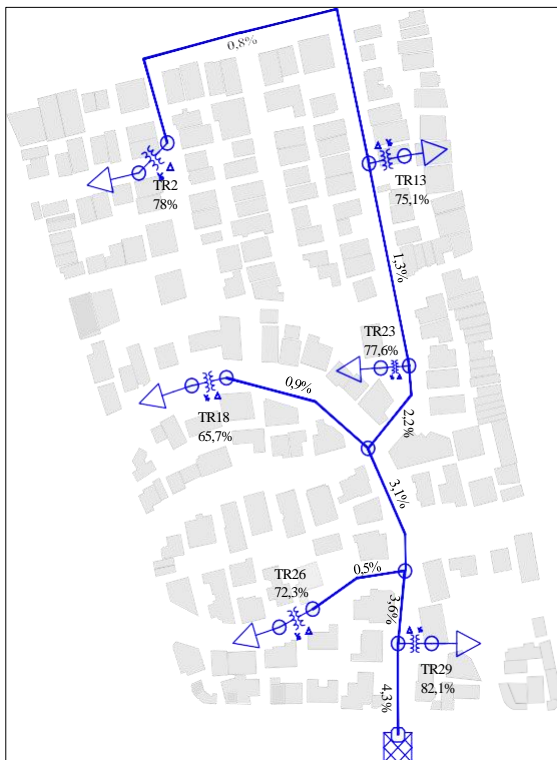 0,8%
TR2
78%
TR13
75,1%
1,3%
TR23
77,6%
0,9%
TR18
65,7%
2,2%
3,1%
0,5%
TR26
72,3%
3,6%
TR29
82,1%
4,3%